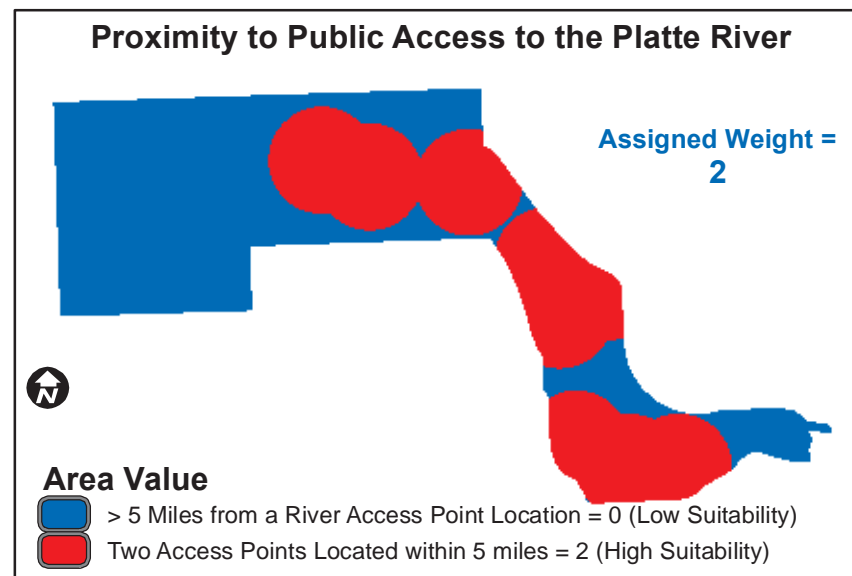 Proximity to Public Access to the Platte River
Assigned Weight =
2
N
Area Value
> 5 Miles from a River Access Point Location = 0 (Low Suitability)
Two Access Points Located within 5 miles = 2 (High Suitability)